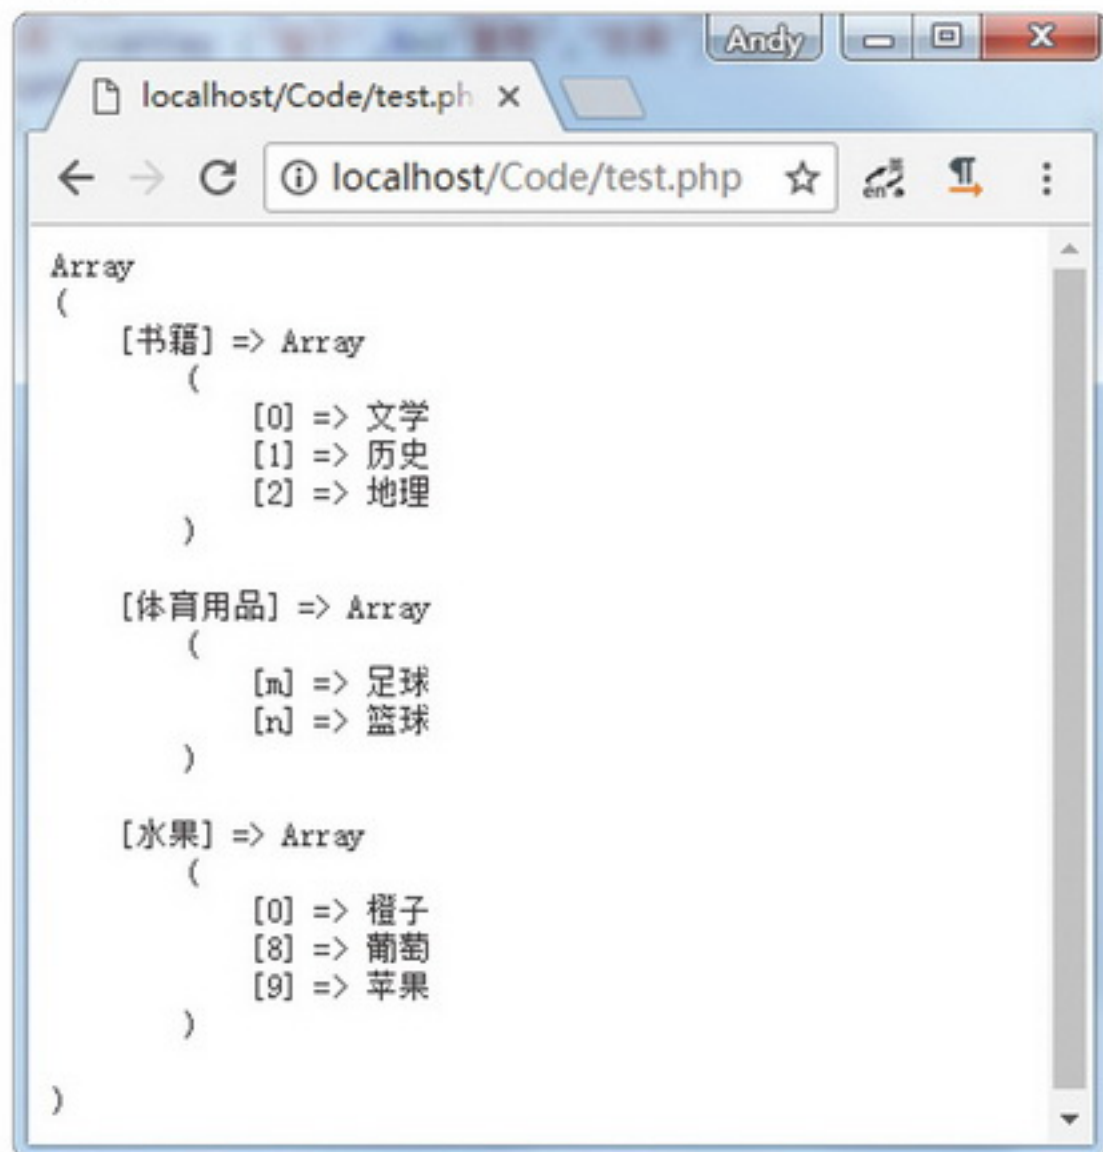 Andy
localhost/Code/test.ph
localhost/Code/test.php
Array
(
    [书籍] => Array
        (
            [0] => 文学
            [1] => 历史
            [2] => 地理
        )
    [体育用品] => Array
        (
            [m] => 足球
            [n] => 篮球
        )
    [水果] => Array
        (
            [0] => 橙子
            [8] => 葡萄
            [9] => 苹果
        )
)